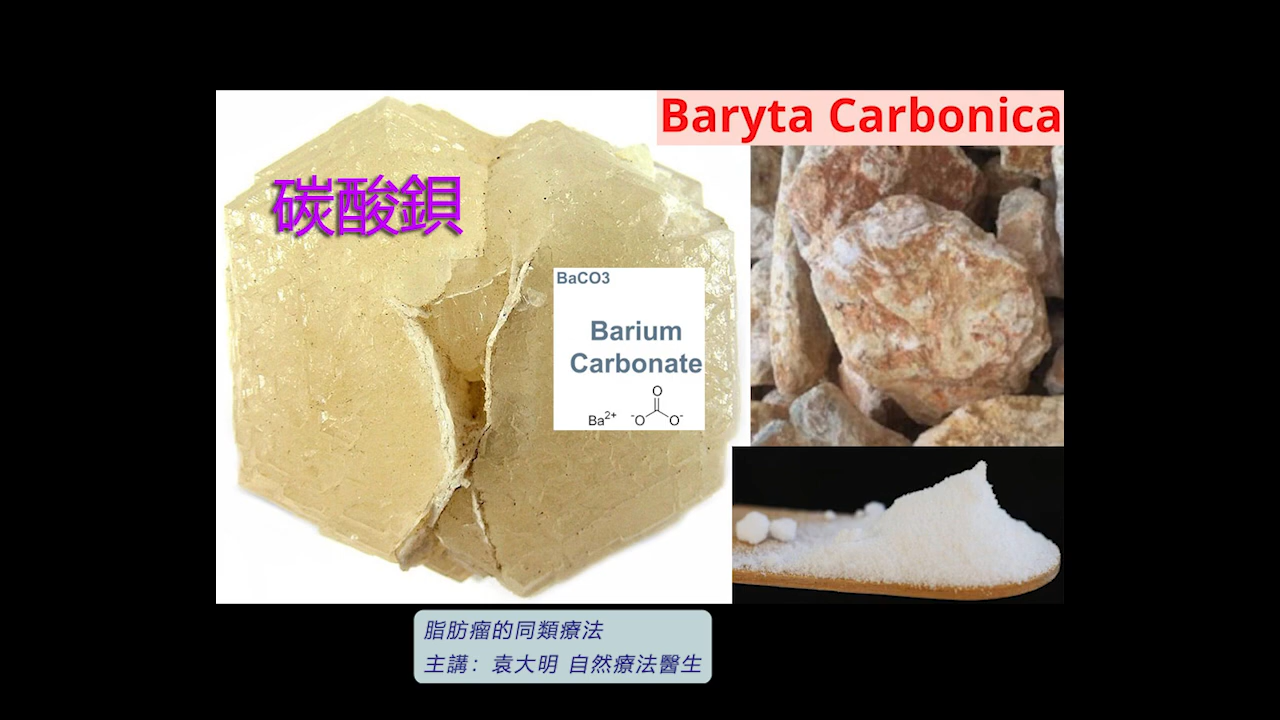 Baryta Carbonica
碳酸鋇
BaCO3
Barium
Carbonate
Ba2+ -O O O-
脂肪瘤的同類療法
主講: 袁大明 自然療法醫生